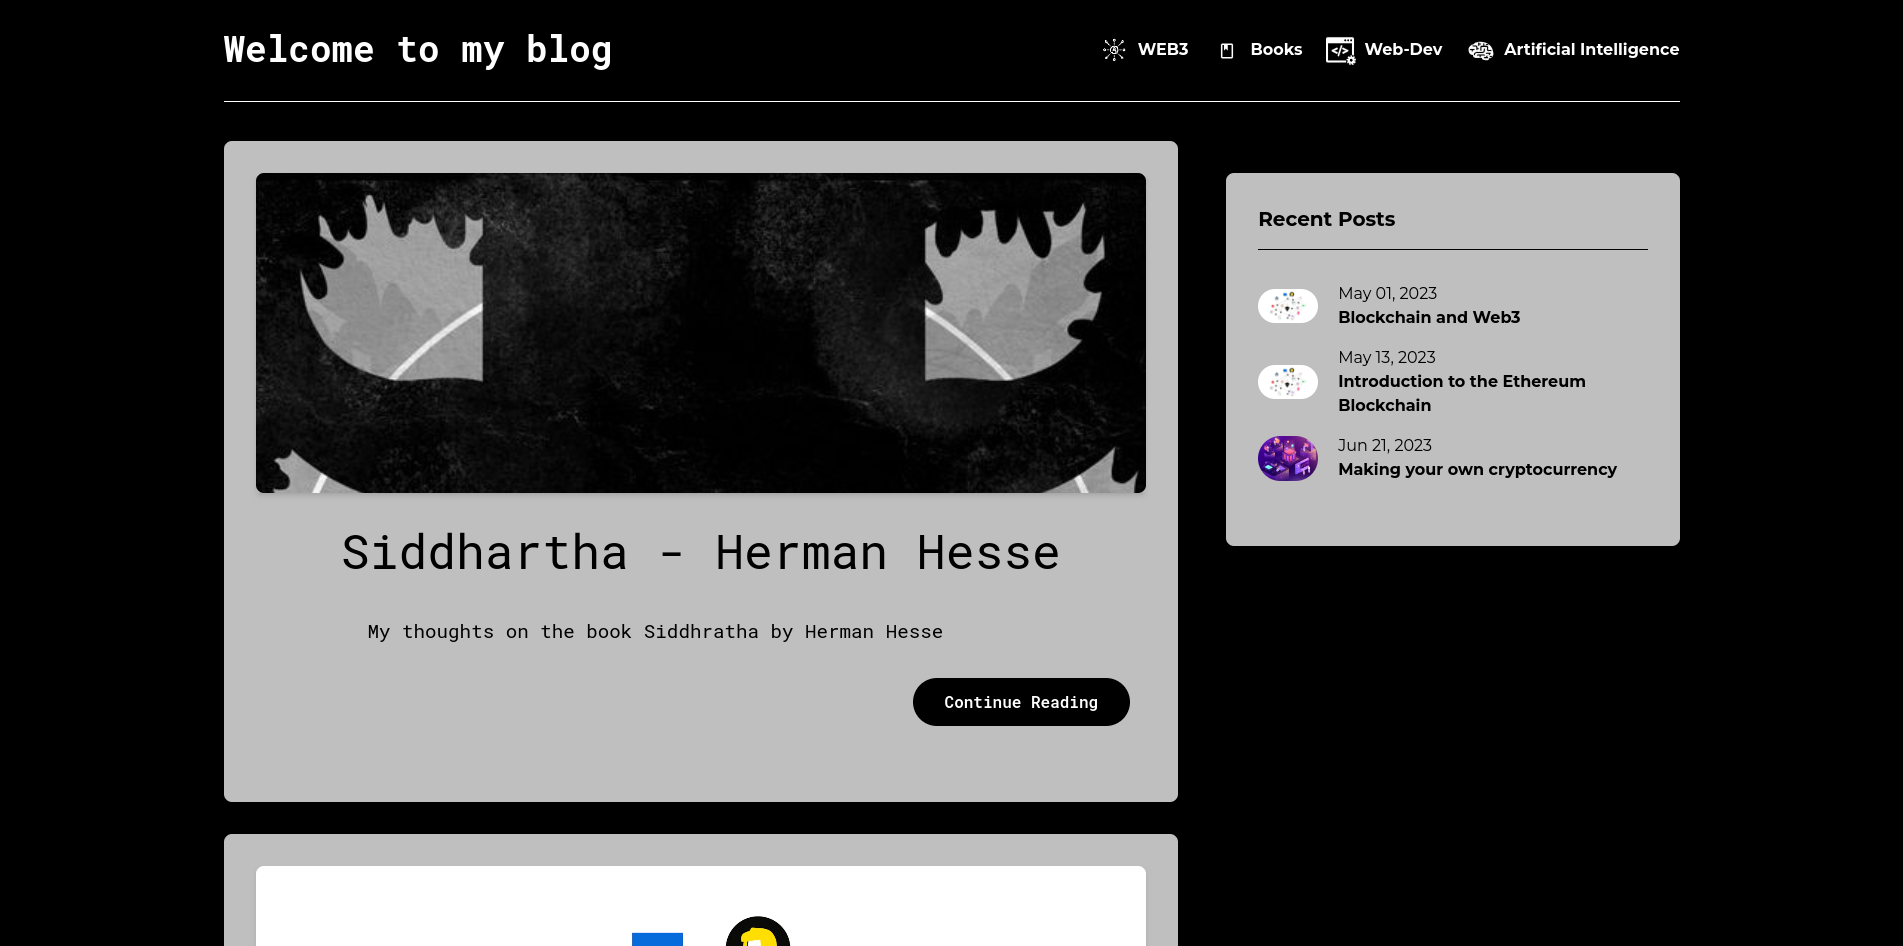 Welcome to my blog
WEB3
Books
Web-Dev
Artificial Intelligence
Siddhartha - Herman Hesse
My thoughts on the book Siddhratha by Herman Hesse
Continue Reading
Recent Posts
May 01, 2023
Blockchain and Web3
May 13, 2023
Introduction to the Ethereum
Blockchain
Jun 21, 2023
Making your own cryptocurrency